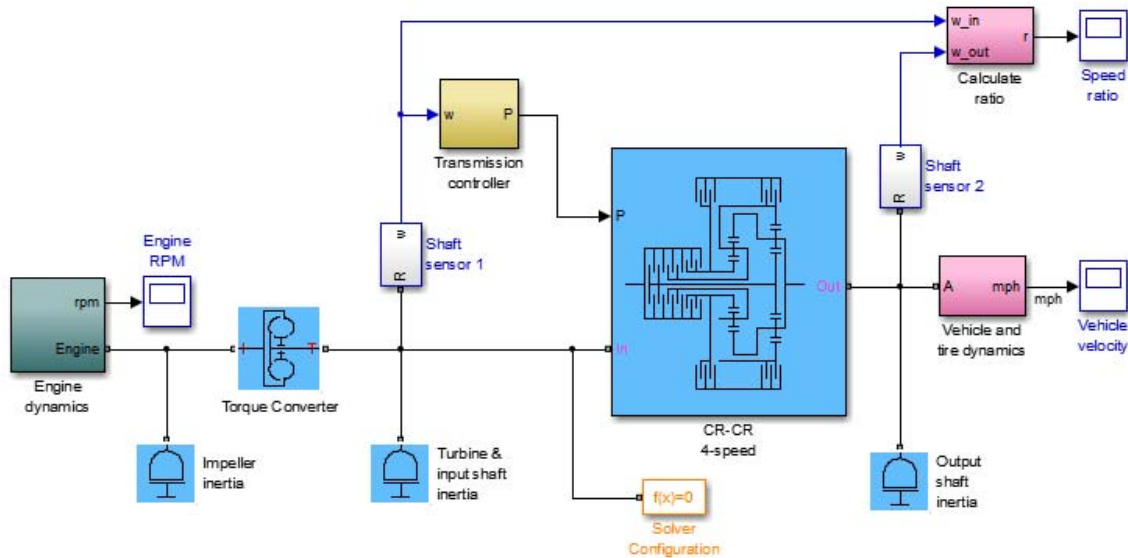 w_in
w_out
r
Calculate
ratio
Speed
ratio
w
P
Transmission
controller
w
R
Shaft
sensor 2
P
w
R
Shaft
sensor 1
Engine
RPM
rpm
Engine
Engine
dynamics
I
T
Torque Converter
In
Out
CR-CR
4-speed
A
mph
mph
Vehicle and
tire dynamics
Vehicle
velocity
Impeller
inertia
Turbine &
input shaft
inertia
f(x)=0
Solver
Configuration
Output
shaft
inertia